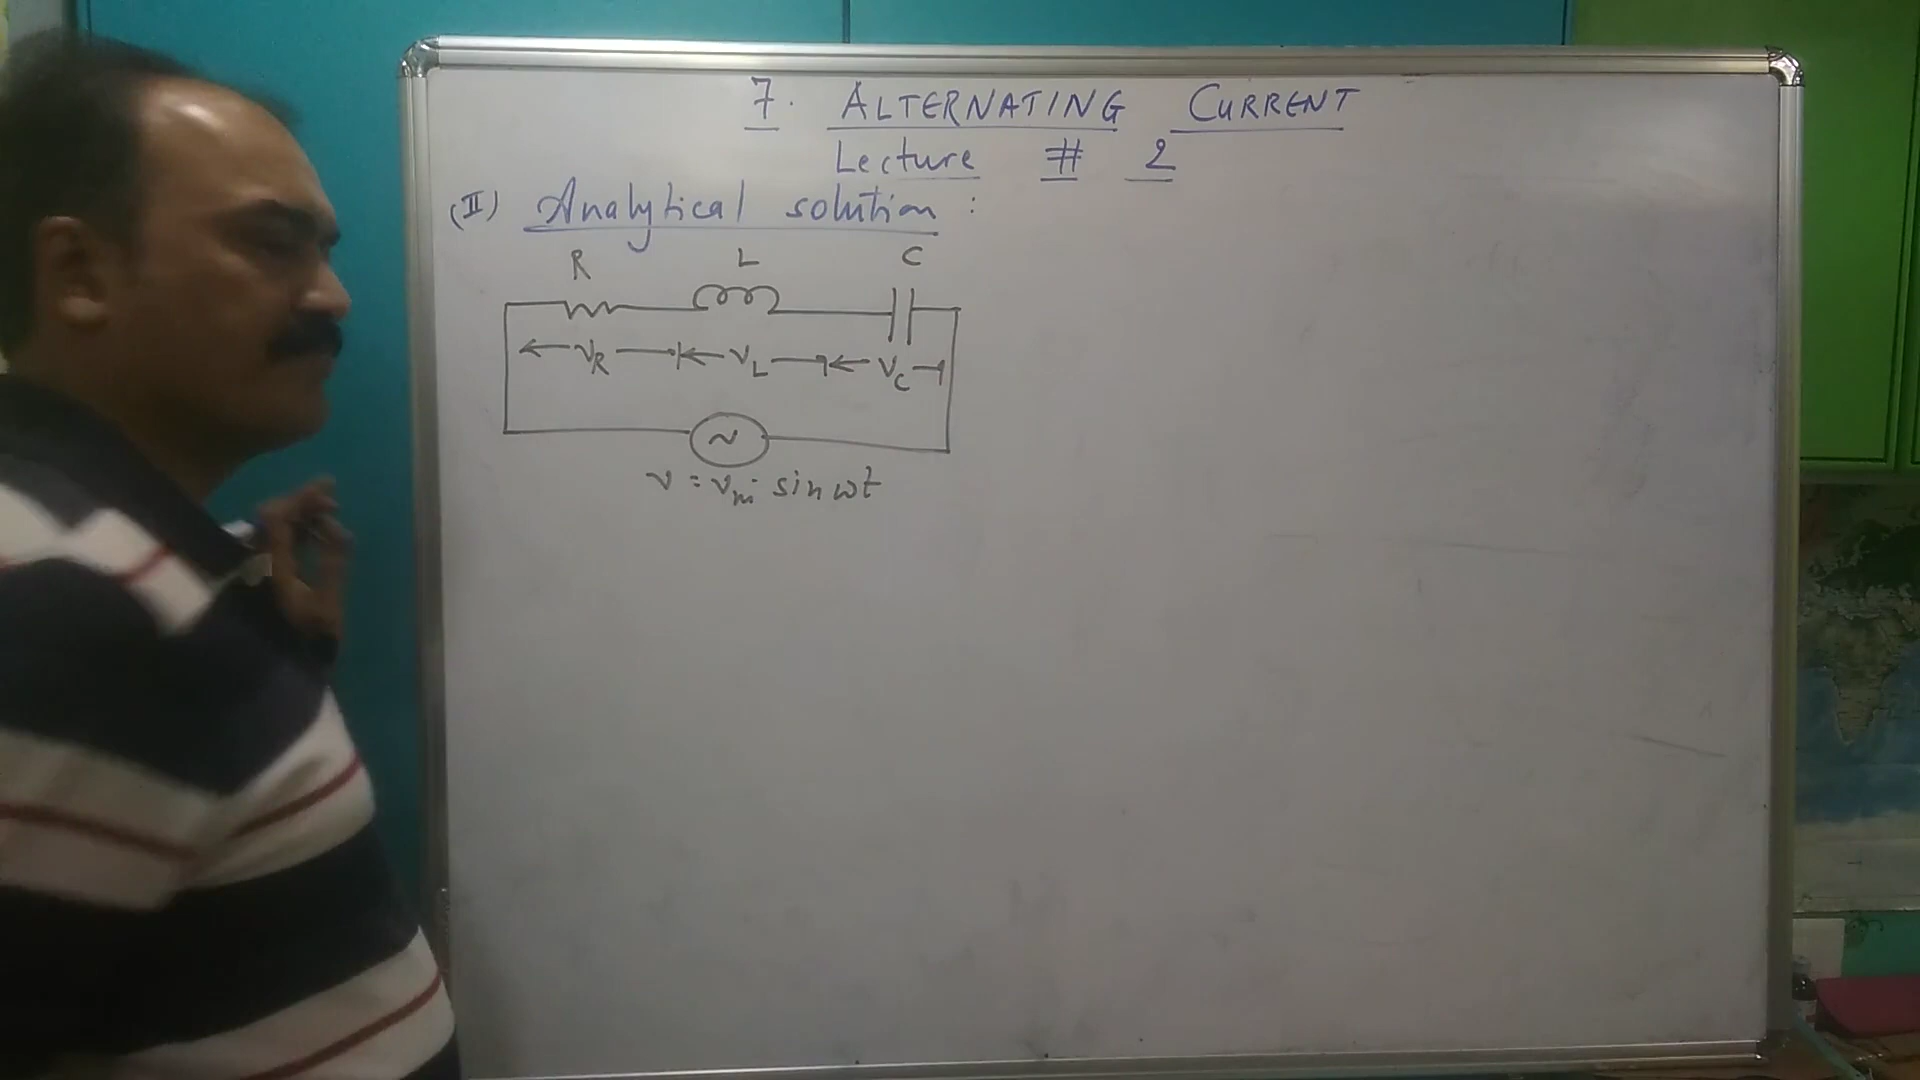 7. ALTERNATING CURRENT
Lecture # 2
(II) Analytical solution :
R L C
V_R V_L V_C
~
v = v_m sin ωt